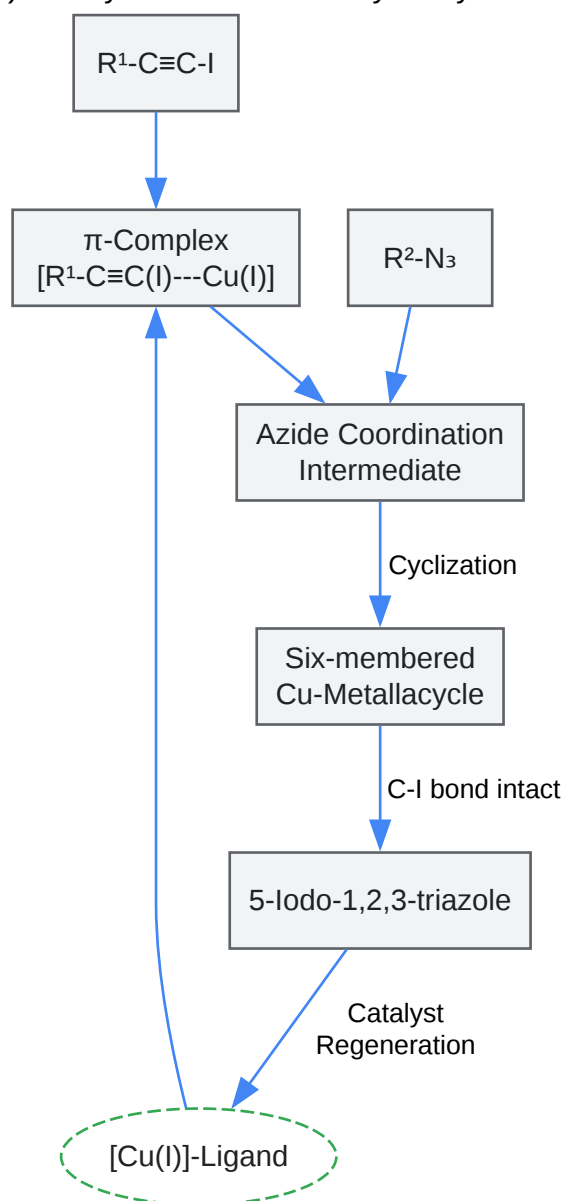 R¹-C≡C-I
π-Complex
[R¹-C≡C(I)---Cu(I)]
R²-N₃
Azide Coordination
Intermediate
Cyclization
Six-membered
Cu-Metallacycle
C-I bond intact
5-Iodo-1,2,3-triazole
Catalyst
Regeneration
[Cu(I)]-Ligand